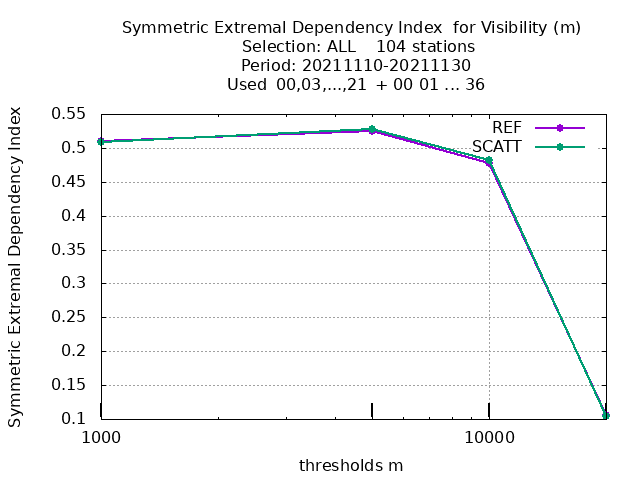 Symmetric Extremal Dependency Index  for Visibility (m)
Selection: ALL    104 stations
Period: 20211110-20211130
Used  00,03,...,21  + 00 01 ... 36
Symmetric Extremal Dependency Index
0.55
0.5
0.45
0.4
0.35
0.3
0.25
0.2
0.15
0.1
REF
SCATT
1000
10000
thresholds m